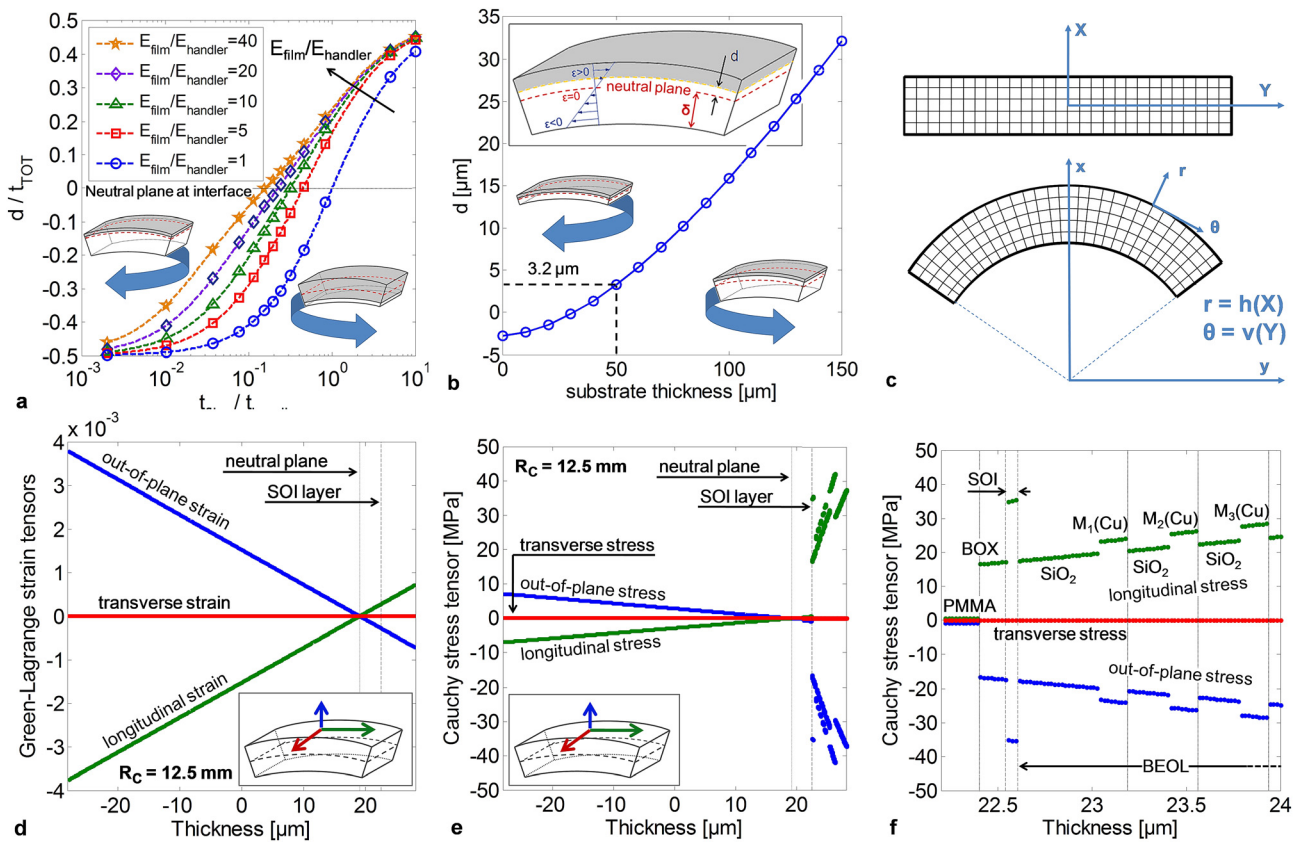 0.5
0.4
0.3
0.2
0.1
0
-0.1
-0.2
-0.3
-0.4
-0.5
d / t_TOT
E_film/E_handler=40
E_film/E_handler=20
E_film/E_handler=10
E_film/E_handler=5
E_film/E_handler=1
E_film/E_handler
Neutral plane at interface
10^-3
10^-2
10^-1
10^0
10^1
a
35
30
25
20
15
10
5
0
-5
d [µm]
ε>0
ε=0
ε<0
neutral plane
d
δ
3.2 µm
0
50
100
150
substrate thickness [µm]
b
X
Y
x
r
θ
r = h(X)
θ = v(Y)
y
c
× 10^-3
4
3
2
1
0
-1
-2
-3
-4
Green-Lagrange strain tensors
neutral plane
SOI layer
out-of-plane strain
transverse strain
longitudinal strain
R_C = 12.5 mm
-20
-10
0
10
20
Thickness [µm]
d
50
40
30
20
10
0
-10
-20
-30
-40
-50
Cauchy stress tensor [MPa]
R_C = 12.5 mm
neutral plane
SOI layer
transverse stress
out-of-plane stress
longitudinal stress
-20
-10
0
10
20
Thickness [µm]
e
50
40
30
20
10
0
-10
-20
-30
-40
-50
Cauchy stress tensor [MPa]
SOI
BOX
PMMA
M1(Cu)
M2(Cu)
M3(Cu)
SiO2
SiO2
SiO2
longitudinal stress
transverse stress
out-of-plane stress
BEOL
22.5
23
23.5
24
Thickness [µm]
f